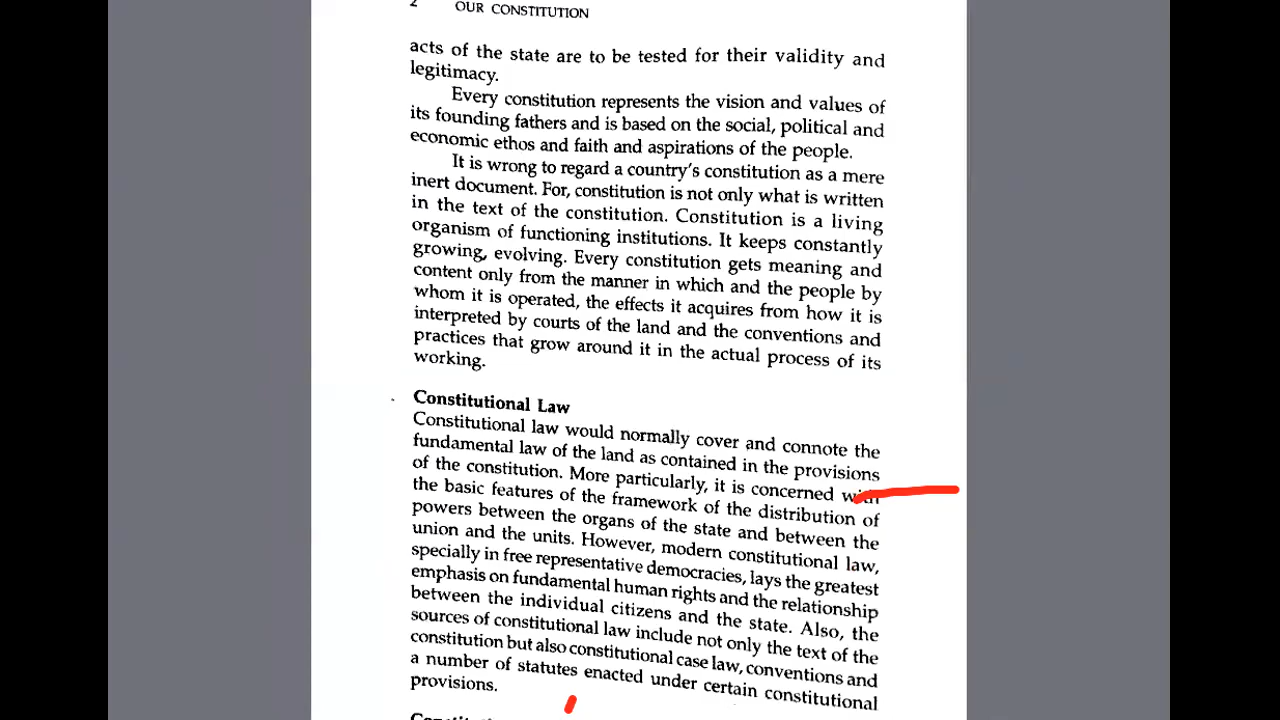 2 OUR CONSTITUTION
acts of the state are to be tested for their validity and
legitimacy.
Every constitution represents the vision and values of
its founding fathers and is based on the social, political and
economic ethos and faith and aspirations of the people.
It is wrong to regard a country's constitution as a mere
inert document. For, constitution is not only what is written
in the text of the constitution. Constitution is a living
organism of functioning institutions. It keeps constantly
growing, evolving. Every constitution gets meaning and
content only from the manner in which and the people by
whom it is operated, the effects it acquires from how it is
interpreted by courts of the land and the conventions and
practices that grow around it in the actual process of its
working.
Constitutional Law
Constitutional law would normally cover and connote the
fundamental law of the land as contained in the provisions
of the constitution. More particularly, it is concerned with
the basic features of the framework of the distribution of
powers between the organs of the state and between the
union and the units. However, modern constitutional law,
specially in free representative democracies, lays the greatest
emphasis on fundamental human rights and the relationship
between the individual citizens and the state. Also, the
sources of constitutional law include not only the text of the
constitution but also constitutional case law, conventions and
a number of statutes enacted under certain constitutional
provisions.